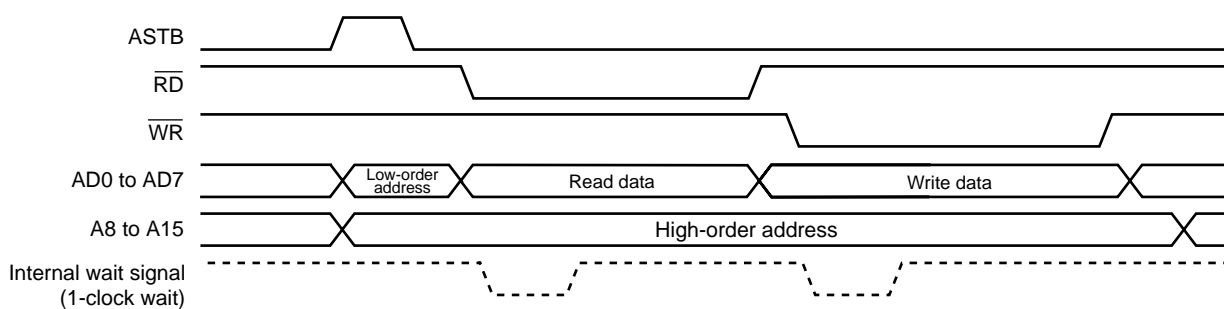 ASTB
RD
WR
AD0 to AD7
Low-order
address
Read data
Write data
A8 to A15
High-order address
Internal wait signal
(1-clock wait)